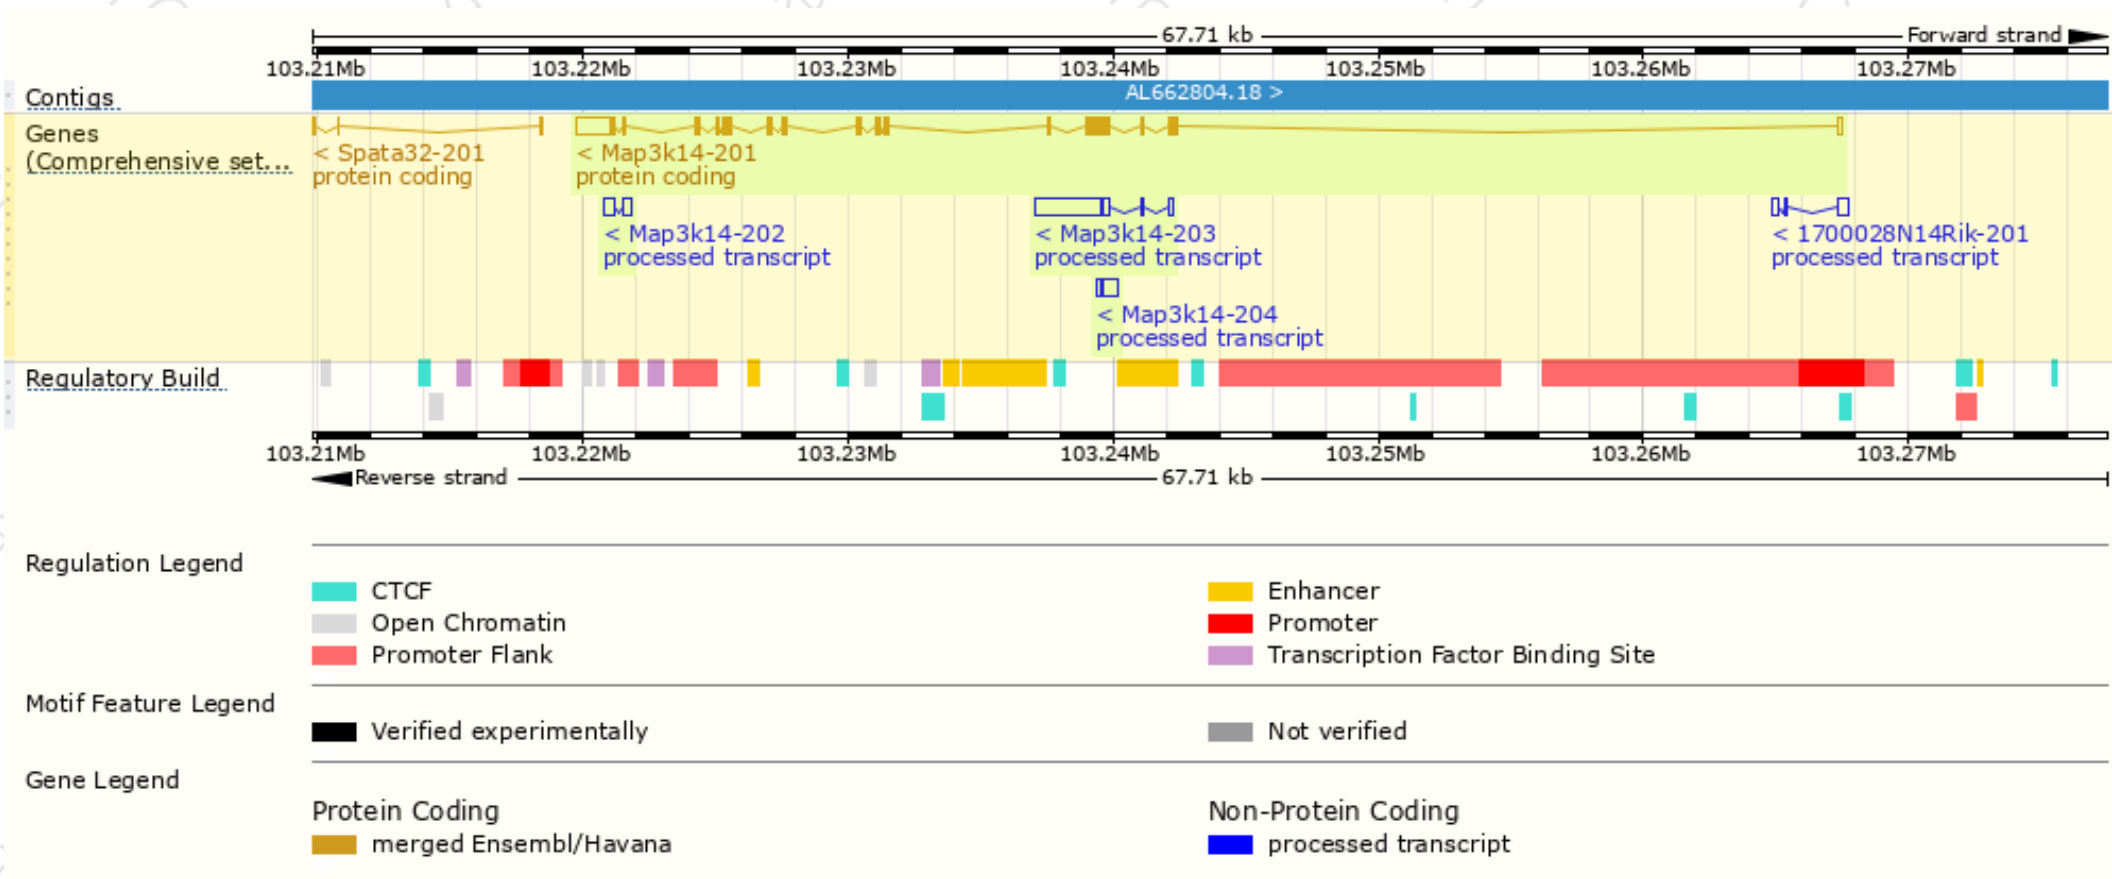 67.71 kb Forward strand
103.21Mb 103.22Mb 103.23Mb 103.24Mb 103.25Mb 103.26Mb 103.27Mb
Contigs AL662804.18 >
Genes
(Comprehensive set...
< Spata32-201 < Map3k14-201
protein coding protein coding
< Map3k14-202 < Map3k14-203 < 1700028N14Rik-201
processed transcript processed transcript processed transcript
< Map3k14-204
processed transcript
Regulatory Build
103.21Mb 103.22Mb 103.23Mb 103.24Mb 103.25Mb 103.26Mb 103.27Mb
Reverse strand 67.71 kb
Regulation Legend
CTCF Enhancer
Open Chromatin Promoter
Promoter Flank Transcription Factor Binding Site
Motif Feature Legend
Verified experimentally Not verified
Gene Legend
Protein Coding Non-Protein Coding
merged Ensembl/Havana processed transcript